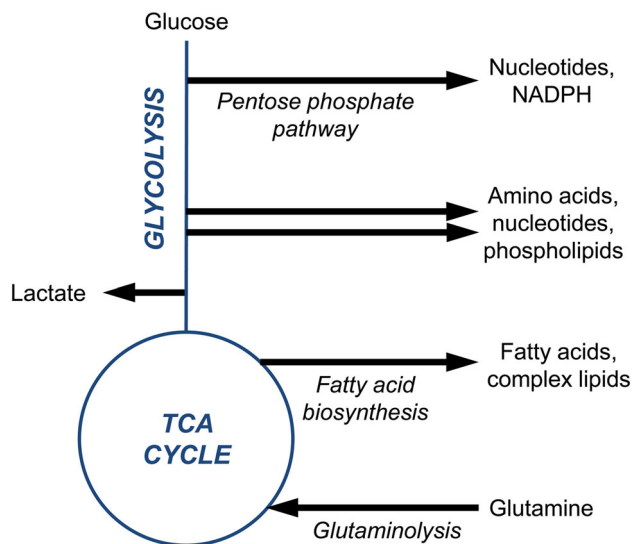 Glucose
GLYCOLYSIS
Pentose phosphate
pathway
Nucleotides,
NADPH
Amino acids,
nucleotides,
phospholipids
Lactate
Fatty acid
biosynthesis
Fatty acids,
complex lipids
TCA
CYCLE
Glutaminolysis
Glutamine